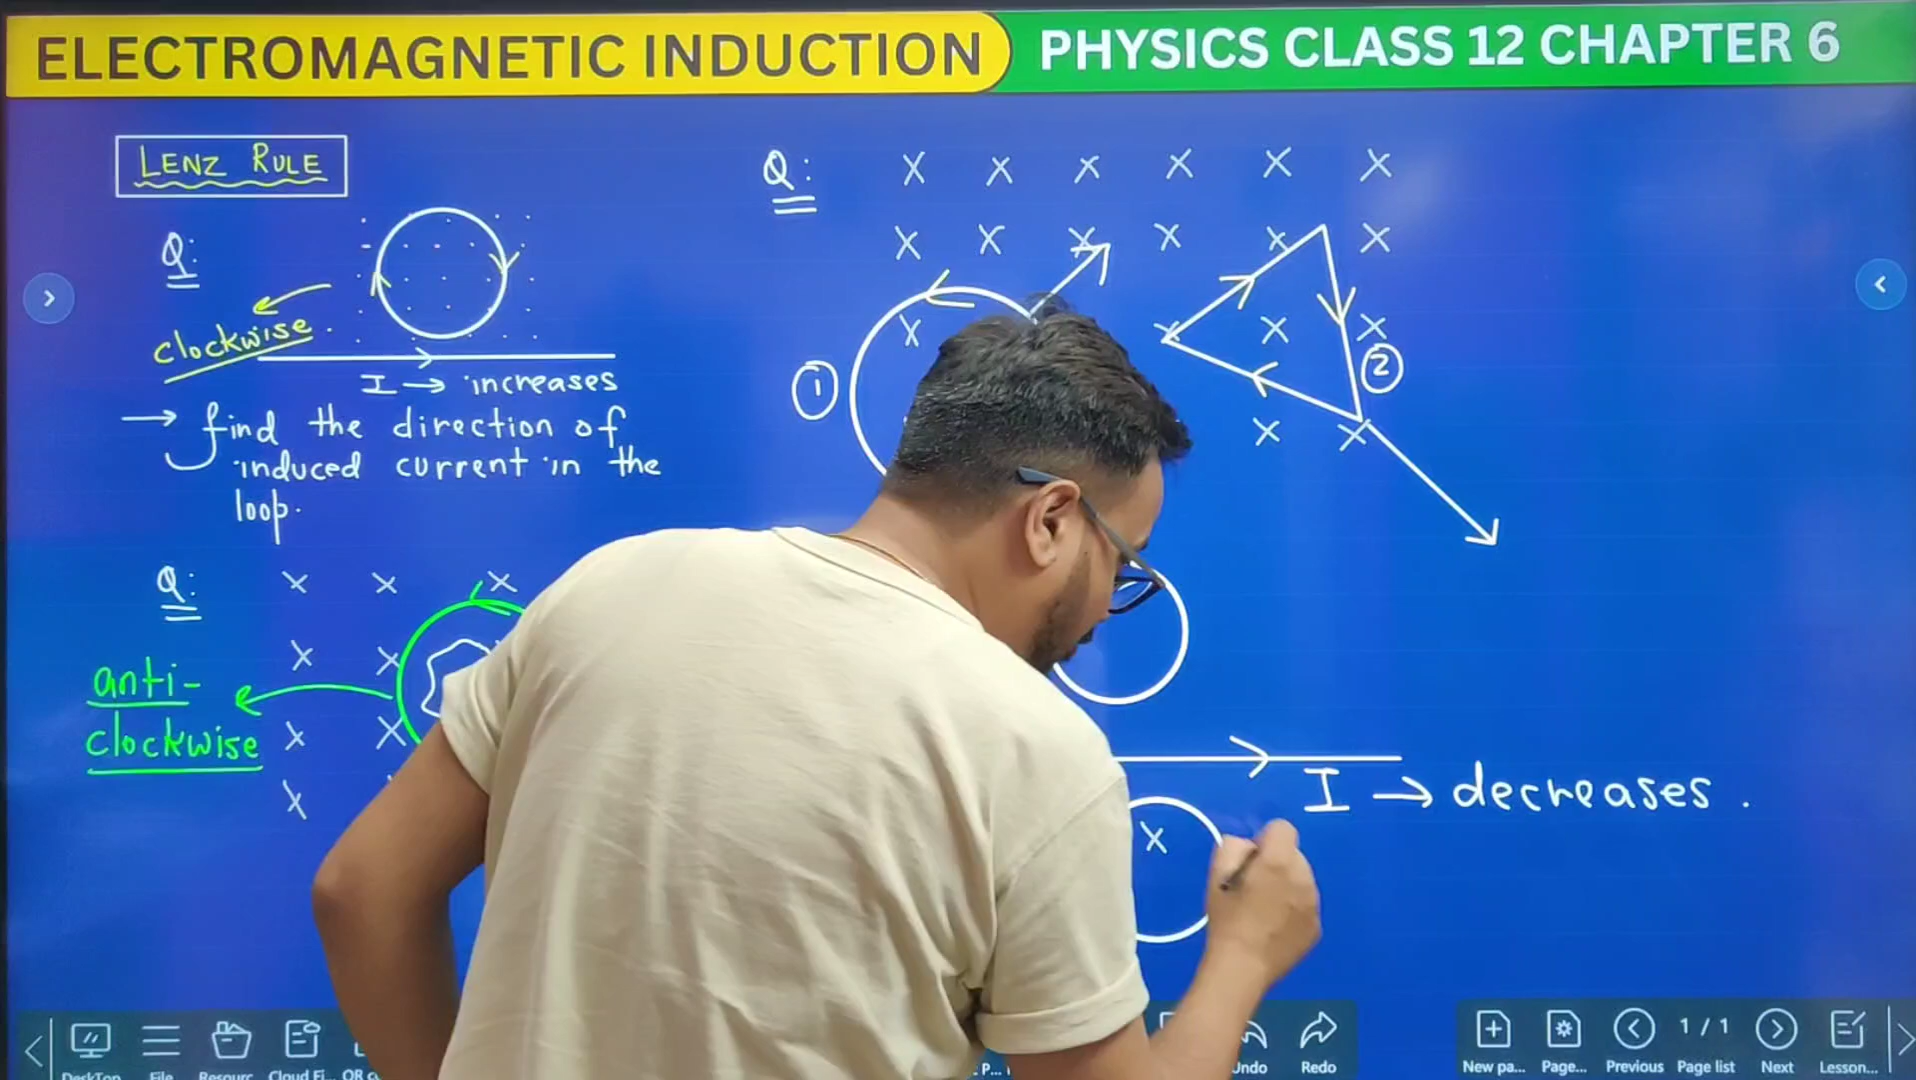 ELECTROMAGNETIC INDUCTION
PHYSICS CLASS 12 CHAPTER 6
LENZ RULE
Q:
clockwise.
I → increases
→ find the direction of
induced current in the
loop.
Q:
anti-
clockwise
X X X
X X
X X
X
Q: X X X X X X
X X X X X X
X X X X
X X
1
2
I → decreases.
X
DeskTop
File
Undo
Redo
New pa...
Page...
Previous
1 / 1
Page list
Next
Lesson...